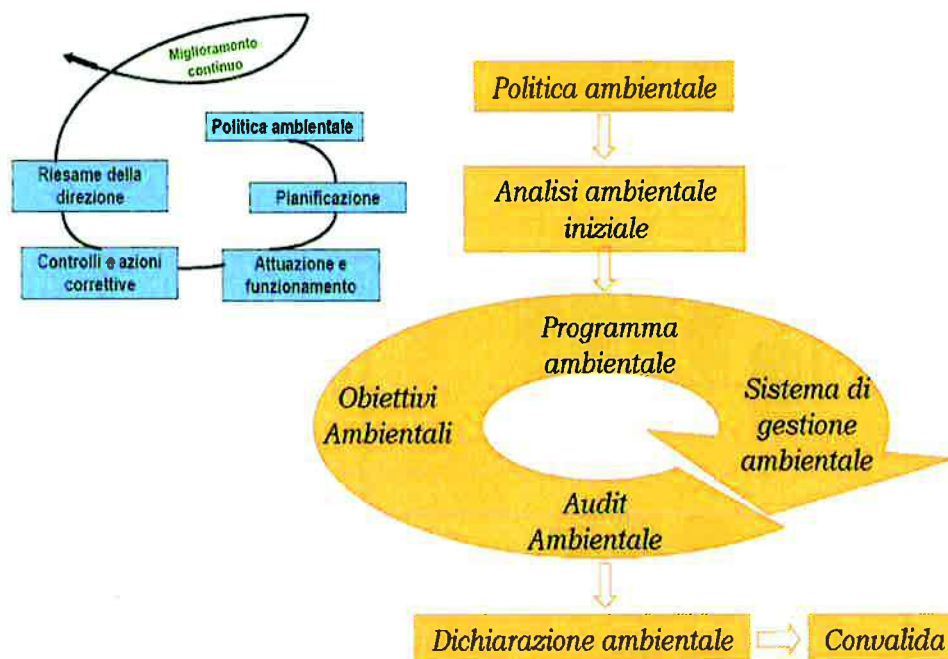 Miglioramonto
continuo
Politica ambientale
Riesame della
direzione
Pianificazione
Controlli e azioni
correttive
Attuazione e
funzionamento
Politica ambientale
Analisi ambientale
iniziale
Programma
ambientale
Obiettivi
Ambientali
Sistema di
gestione
ambientale
Audit
Ambientale
Dichiarazione ambientale
Convalida